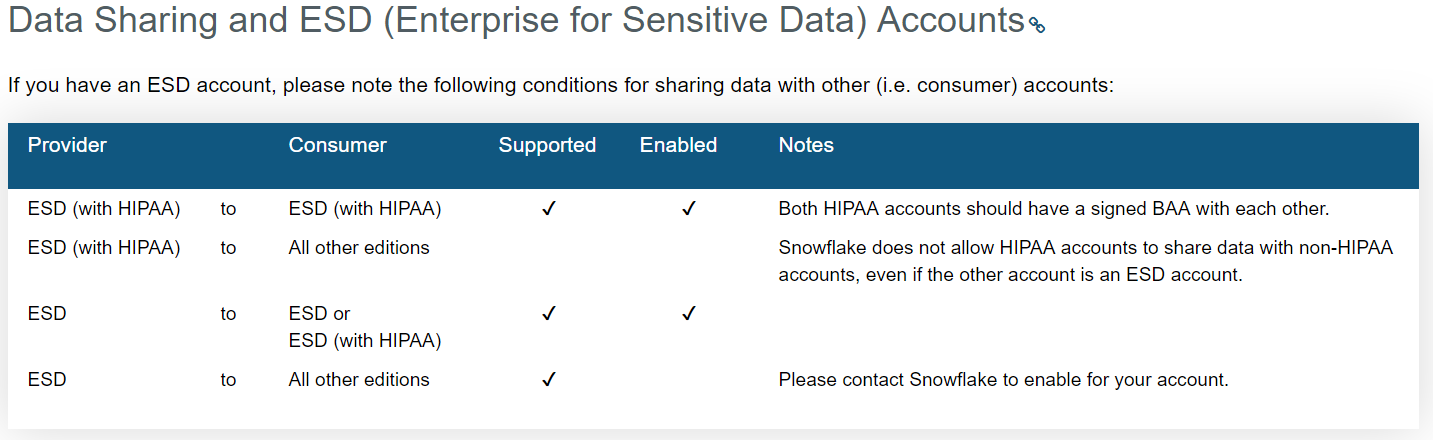 Data Sharing and ESD (Enterprise for Sensitive Data) Accounts
If you have an ESD account, please note the following conditions for sharing data with other (i.e. consumer) accounts:
Provider Consumer Supported Enabled Notes
ESD (with HIPAA) to ESD (with HIPAA) ✓ ✓ Both HIPAA accounts should have a signed BAA with each other.
ESD (with HIPAA) to All other editions Snowflake does not allow HIPAA accounts to share data with non-HIPAA
accounts, even if the other account is an ESD account.
ESD to ESD or ✓ ✓
ESD (with HIPAA)
ESD to All other editions ✓ Please contact Snowflake to enable for your account.